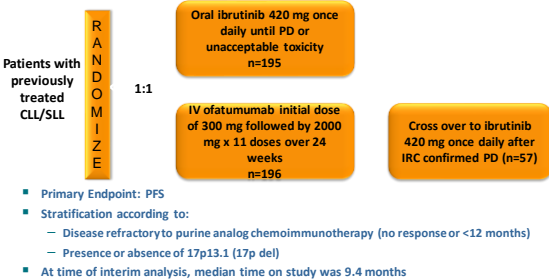 Patients with
previously
treated
CLL/SLL
R
A
N
D
O
M
I
Z
E
1:1
Oral ibrutinib 420 mg once
daily until PD or
unacceptable toxicity
n=195
IV ofatumumab initial dose
of 300 mg followed by 2000
mg x 11 doses over 24
weeks
n=196
Cross over to ibrutinib
420 mg once daily after
IRC confirmed PD (n=57)
Primary Endpoint: PFS
Stratification according to:
– Disease refractory to purine analog chemoimmunotherapy (no response or <12 months)
– Presence or absence of 17p13.1 (17p del)
At time of interim analysis, median time on study was 9.4 months